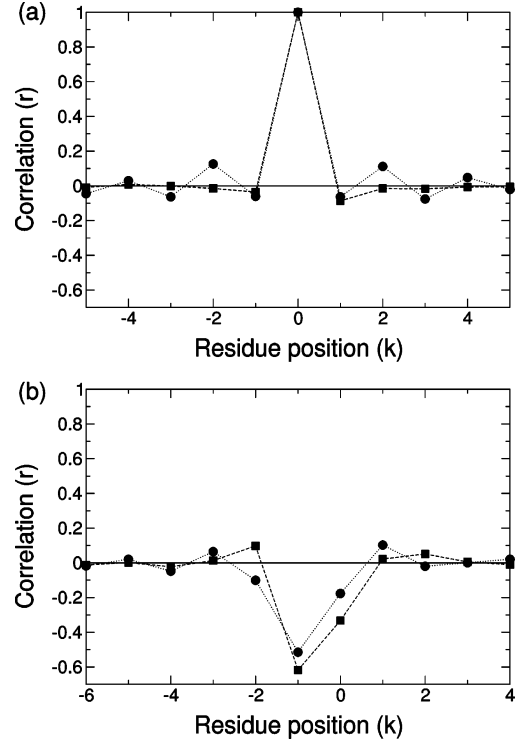 (a)
1
0.8
0.6
0.4
0.2
0
-0.2
-0.4
-0.6
Correlation (r)
-4 -2 0 2 4
Residue position (k)
(b)
1
0.8
0.6
0.4
0.2
0
-0.2
-0.4
-0.6
Correlation (r)
-6 -4 -2 0 2 4
Residue position (k)